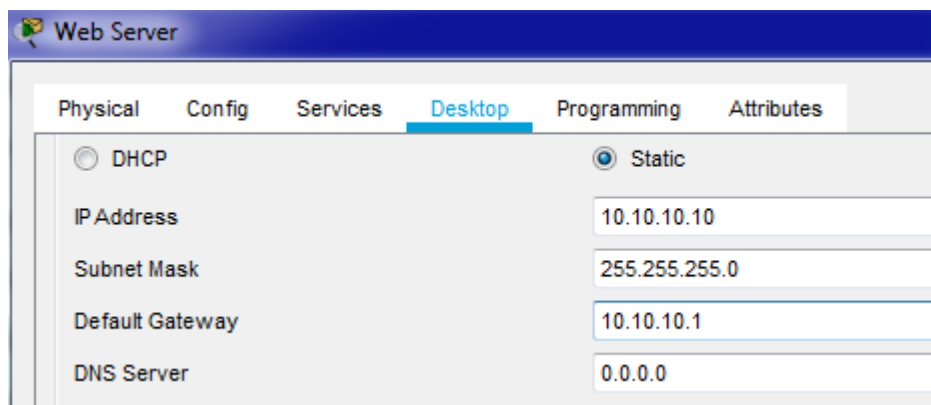 Web Server
Physical Config Services Desktop Programming Attributes
DHCP Static
IP Address 10.10.10.10
Subnet Mask 255.255.255.0
Default Gateway 10.10.10.1
DNS Server 0.0.0.0